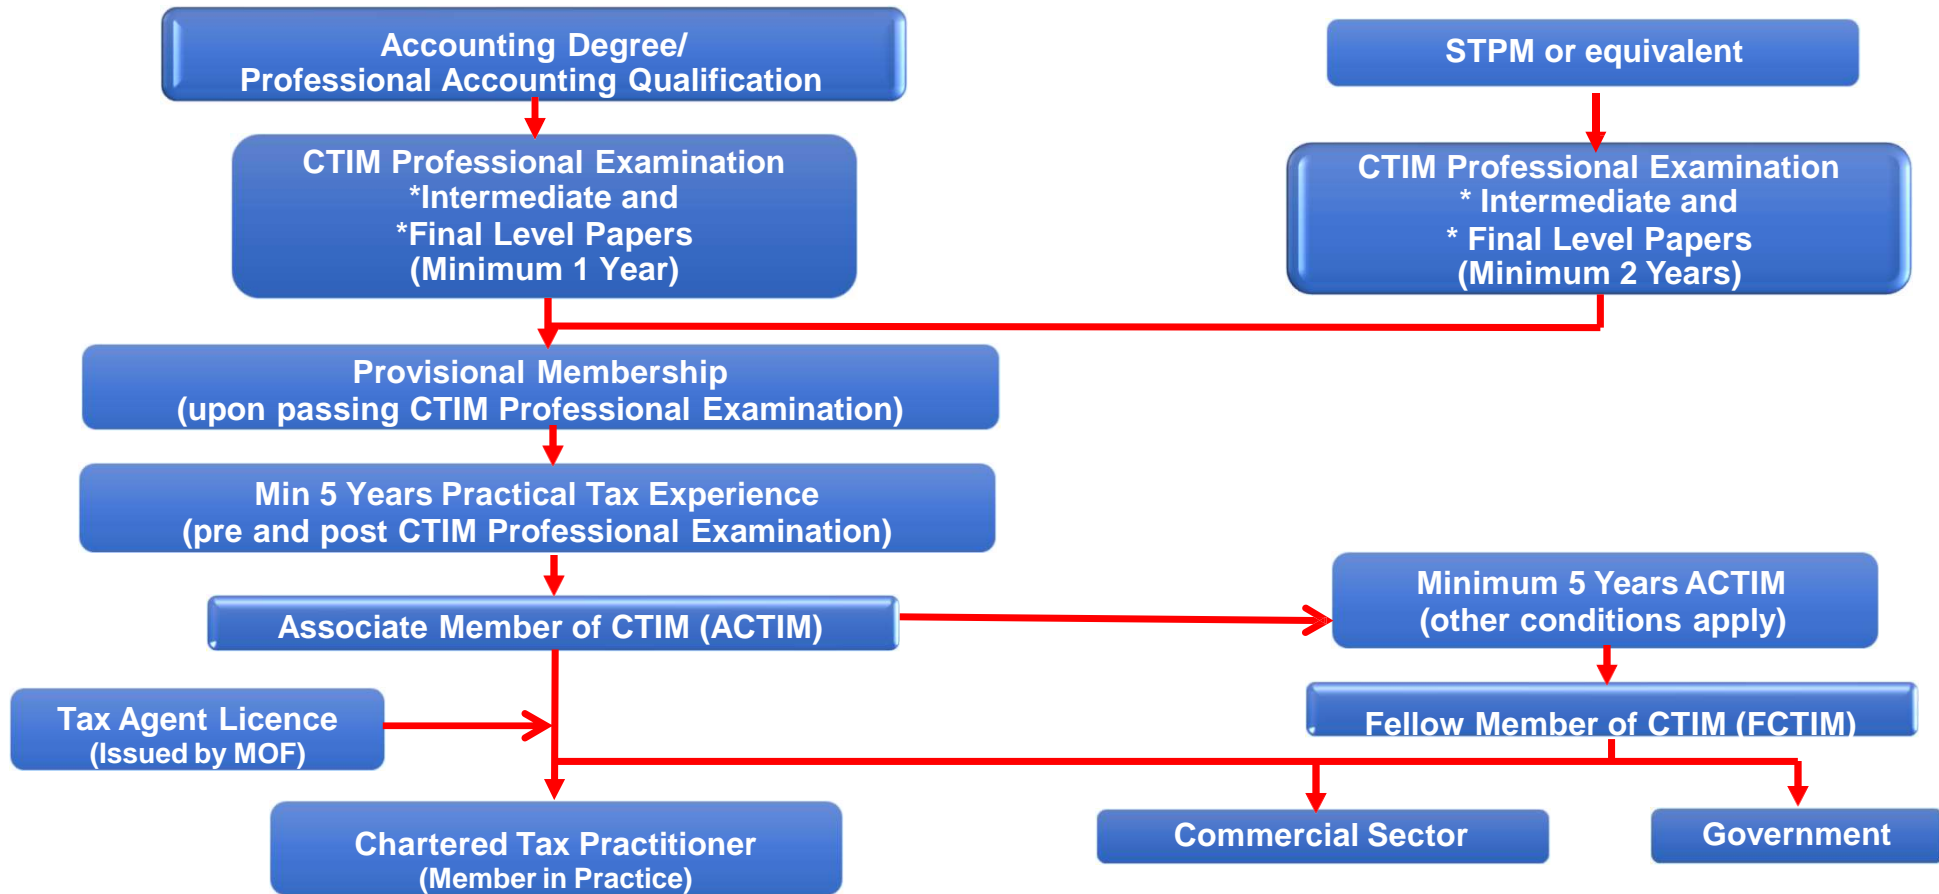 Accounting Degree/
Professional Accounting Qualification
STPM or equivalent
CTIM Professional Examination
*Intermediate and
*Final Level Papers
(Minimum 1 Year)
CTIM Professional Examination
* Intermediate and
* Final Level Papers
(Minimum 2 Years)
Provisional Membership
(upon passing CTIM Professional Examination)
Min 5 Years Practical Tax Experience
(pre and post CTIM Professional Examination)
Associate Member of CTIM (ACTIM)
Minimum 5 Years ACTIM
(other conditions apply)
Tax Agent Licence
(Issued by MOF)
Fellow Member of CTIM (FCTIM)
Chartered Tax Practitioner
(Member in Practice)
Commercial Sector
Government